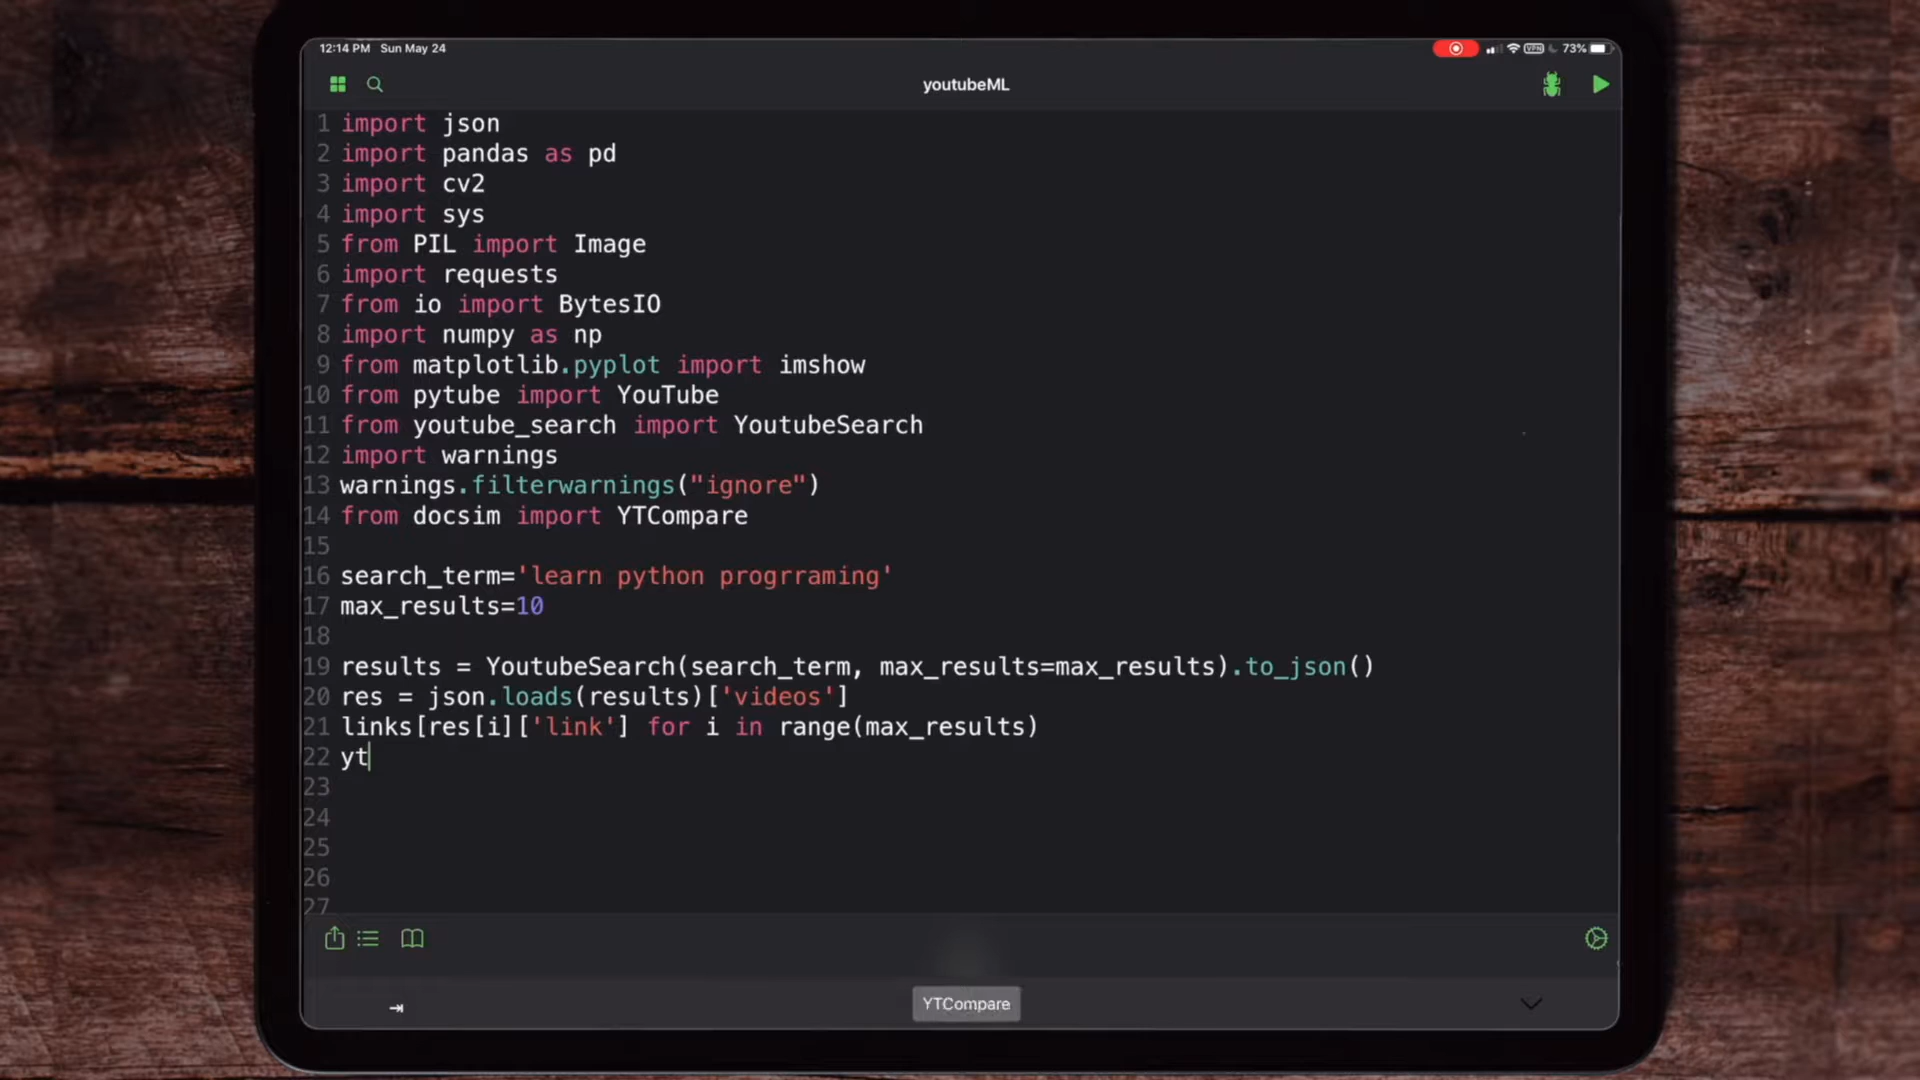 12:14 PM Sun May 24
VPN 73%
youtubeML
1 import json
2 import pandas as pd
3 import cv2
4 import sys
5 from PIL import Image
6 import requests
7 from io import BytesIO
8 import numpy as np
9 from matplotlib.pyplot import imshow
10 from pytube import YouTube
11 from youtube_search import YoutubeSearch
12 import warnings
13 warnings.filterwarnings("ignore")
14 from docsim import YTCompare
15
16 search_term='learn python progrraming'
17 max_results=10
18
19 results = YoutubeSearch(search_term, max_results=max_results).to_json()
20 res = json.loads(results)['videos']
21 links[res[i]['link'] for i in range(max_results)
22 yt
23
24
25
26
27
YTCompare